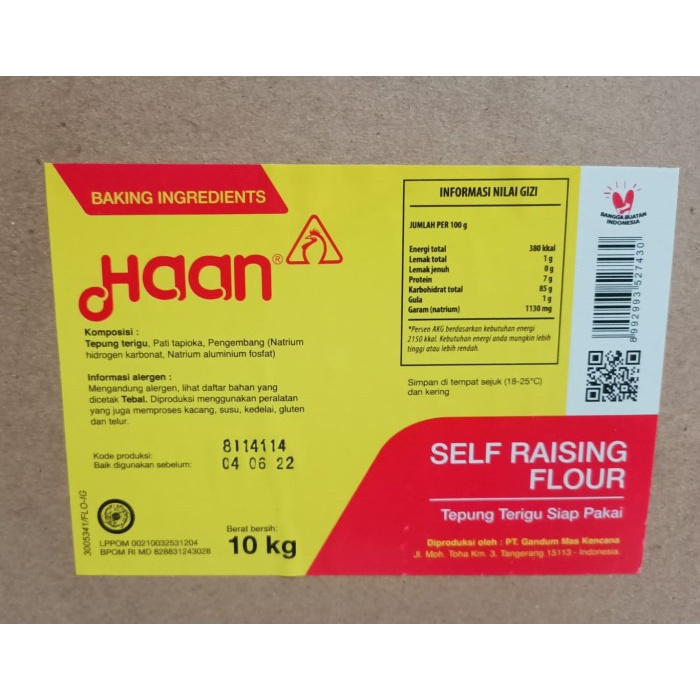 BAKING INGREDIENTS
Haan®
Komposisi :
Tepung terigu, Pati tapioka, Pengembang (Natrium
hidrogen karbonat, Natrium aluminium fosfat)
Informasi alergen :
Mengandung alergen, lihat daftar bahan yang
dicetak Tebal. Diproduksi menggunakan peralatan
yang juga memproses kacang, susu, kedelai, gluten
dan telur.
Kode produksi: 8114114
Baik digunakan sebelum: 04 06 22
3005341/FLO-IG
LPPOM 00210032531204
BPOM RI MD 828831243028
Berat bersih:
10 kg
INFORMASI NILAI GIZI
JUMLAH PER 100 g
Energi total 380 kkal
Lemak total 1 g
Lemak jenuh 0 g
Protein 7 g
Karbohidrat total 85 g
Gula 1 g
Garam (natrium) 1130 mg
*Persen AKG berdasarkan kebutuhan energi
2150 kkal. Kebutuhan energi anda mungkin lebih
tinggi atau lebih rendah.
Simpan di tempat sejuk (18-25°C)
dan kering
BANGGA BUATAN
INDONESIA
8 992993 527430
SELF RAISING
FLOUR
Tepung Terigu Siap Pakai
Diproduksi oleh : PT. Gandum Mas Kencana
Jl. Moh. Toha Km. 3, Tangerang 15113 - Indonesia.